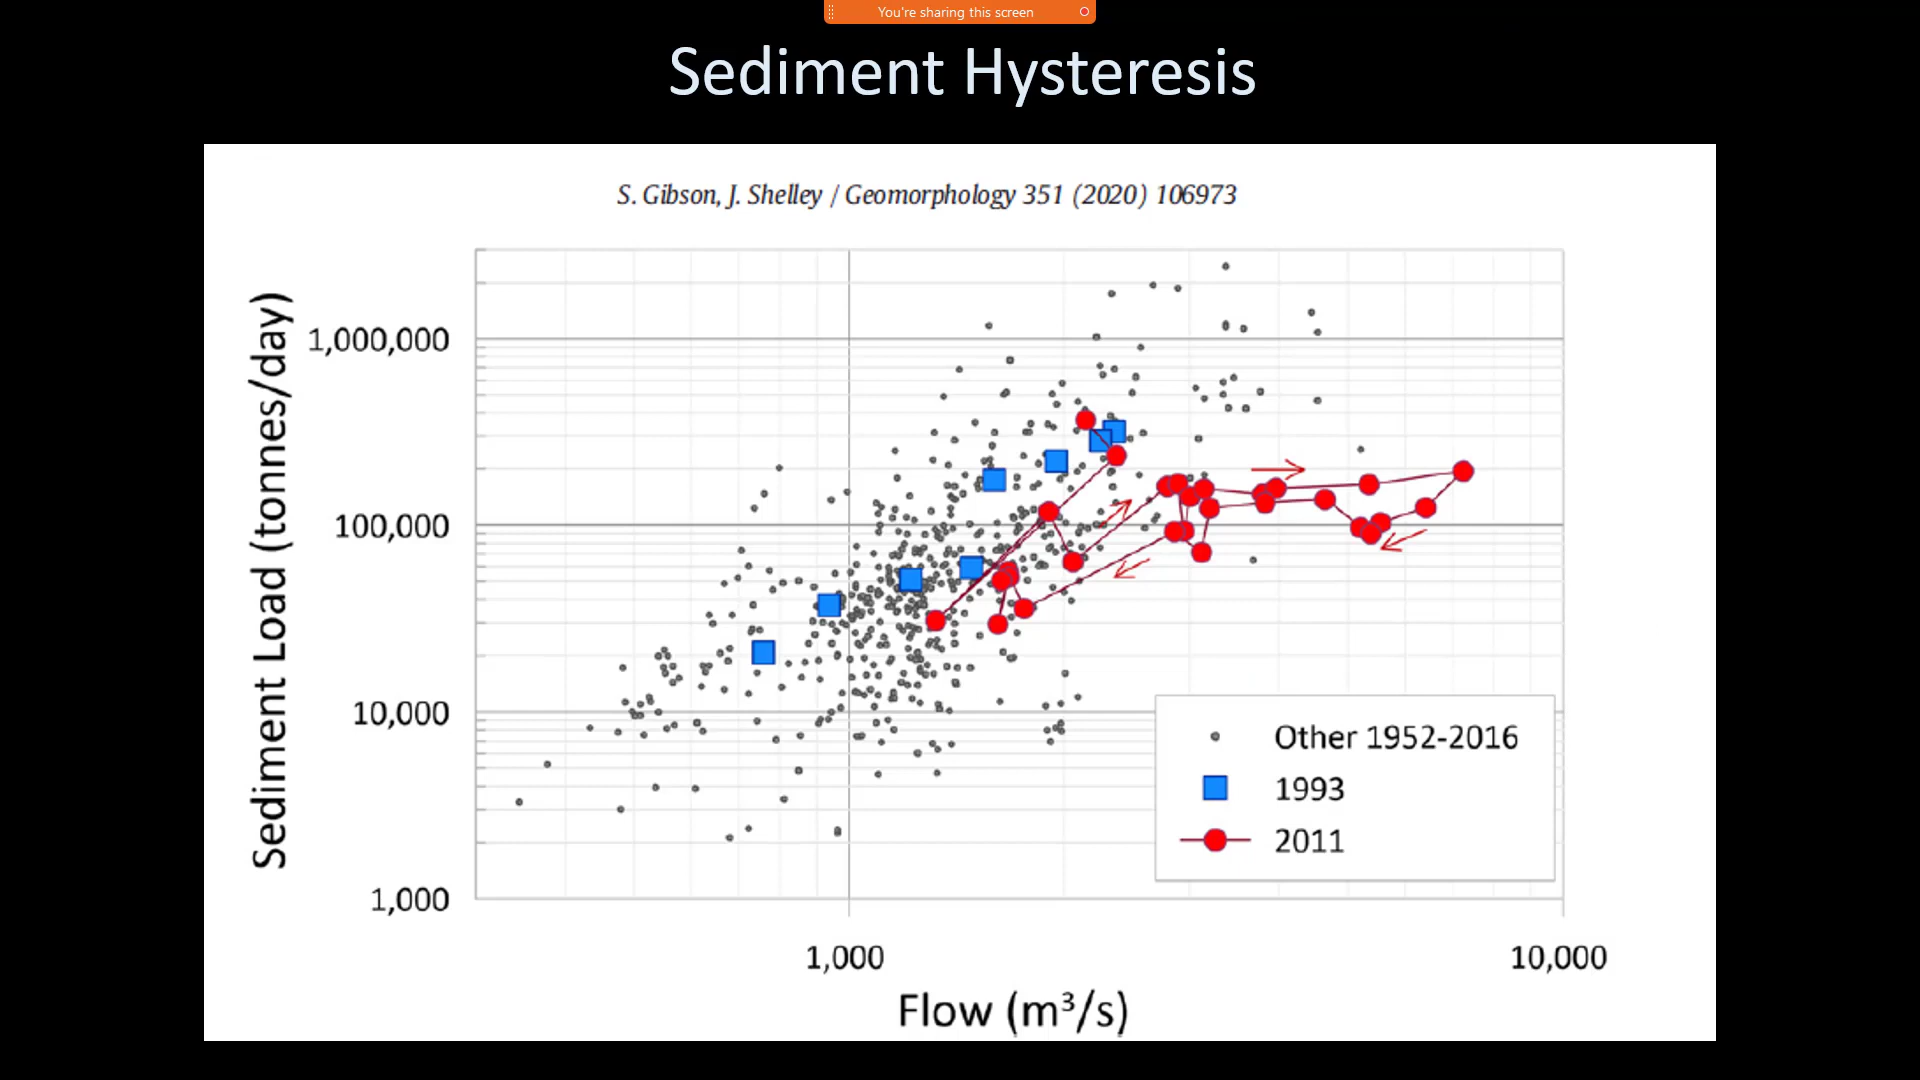 You're sharing this screen
Sediment Hysteresis
S. Gibson, J. Shelley / Geomorphology 351 (2020) 106973
Sediment Load (tonnes/day)
1,000,000
100,000
10,000
1,000
Other 1952-2016
1993
2011
1,000
10,000
Flow (m³/s)